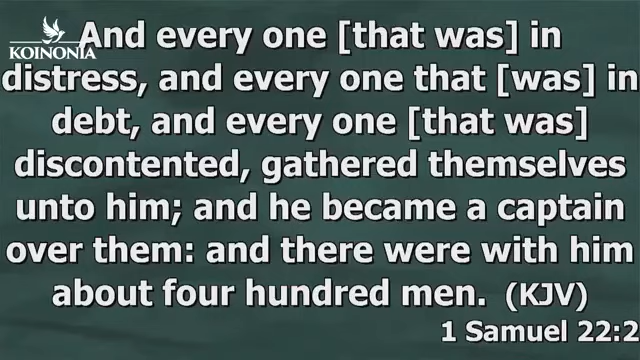 KOINONIA
And every one [that was] in
distress, and every one that [was] in
debt, and every one [that was]
discontented, gathered themselves
unto him; and he became a captain
over them: and there were with him
about four hundred men. (KJV)
1 Samuel 22:2